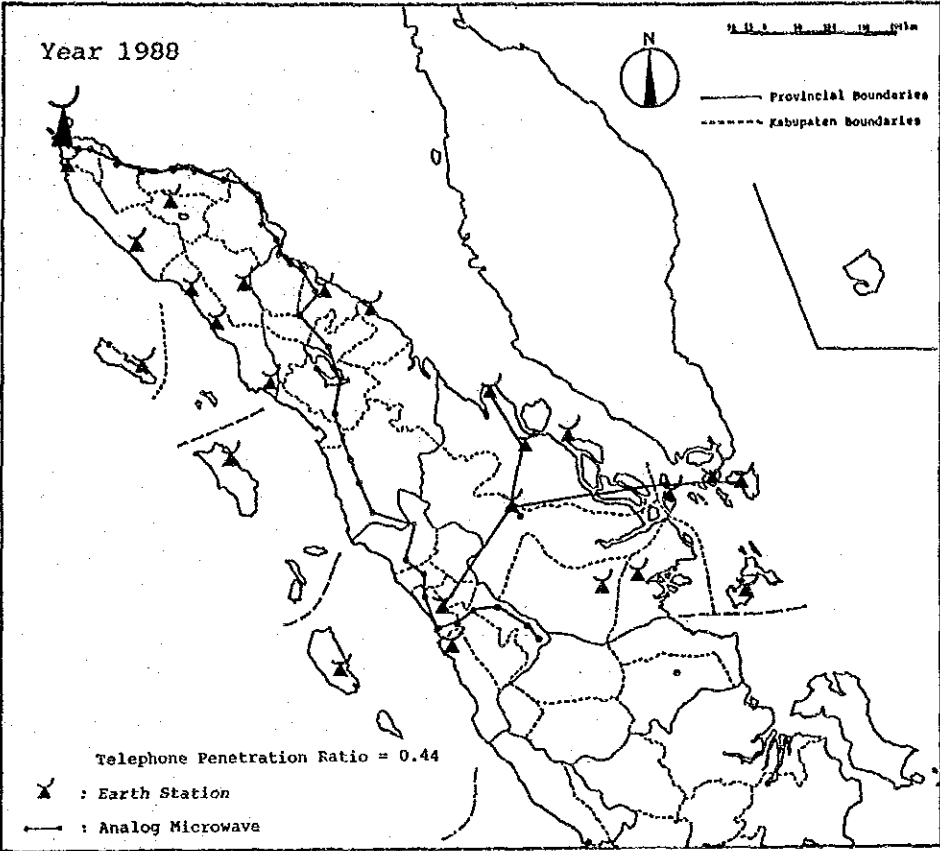 Year 1988
N
Provincial Boundaries
Kabupaten Boundaries
Telephone Penetration Ratio = 0.44
: Earth Station
: Analog Microwave